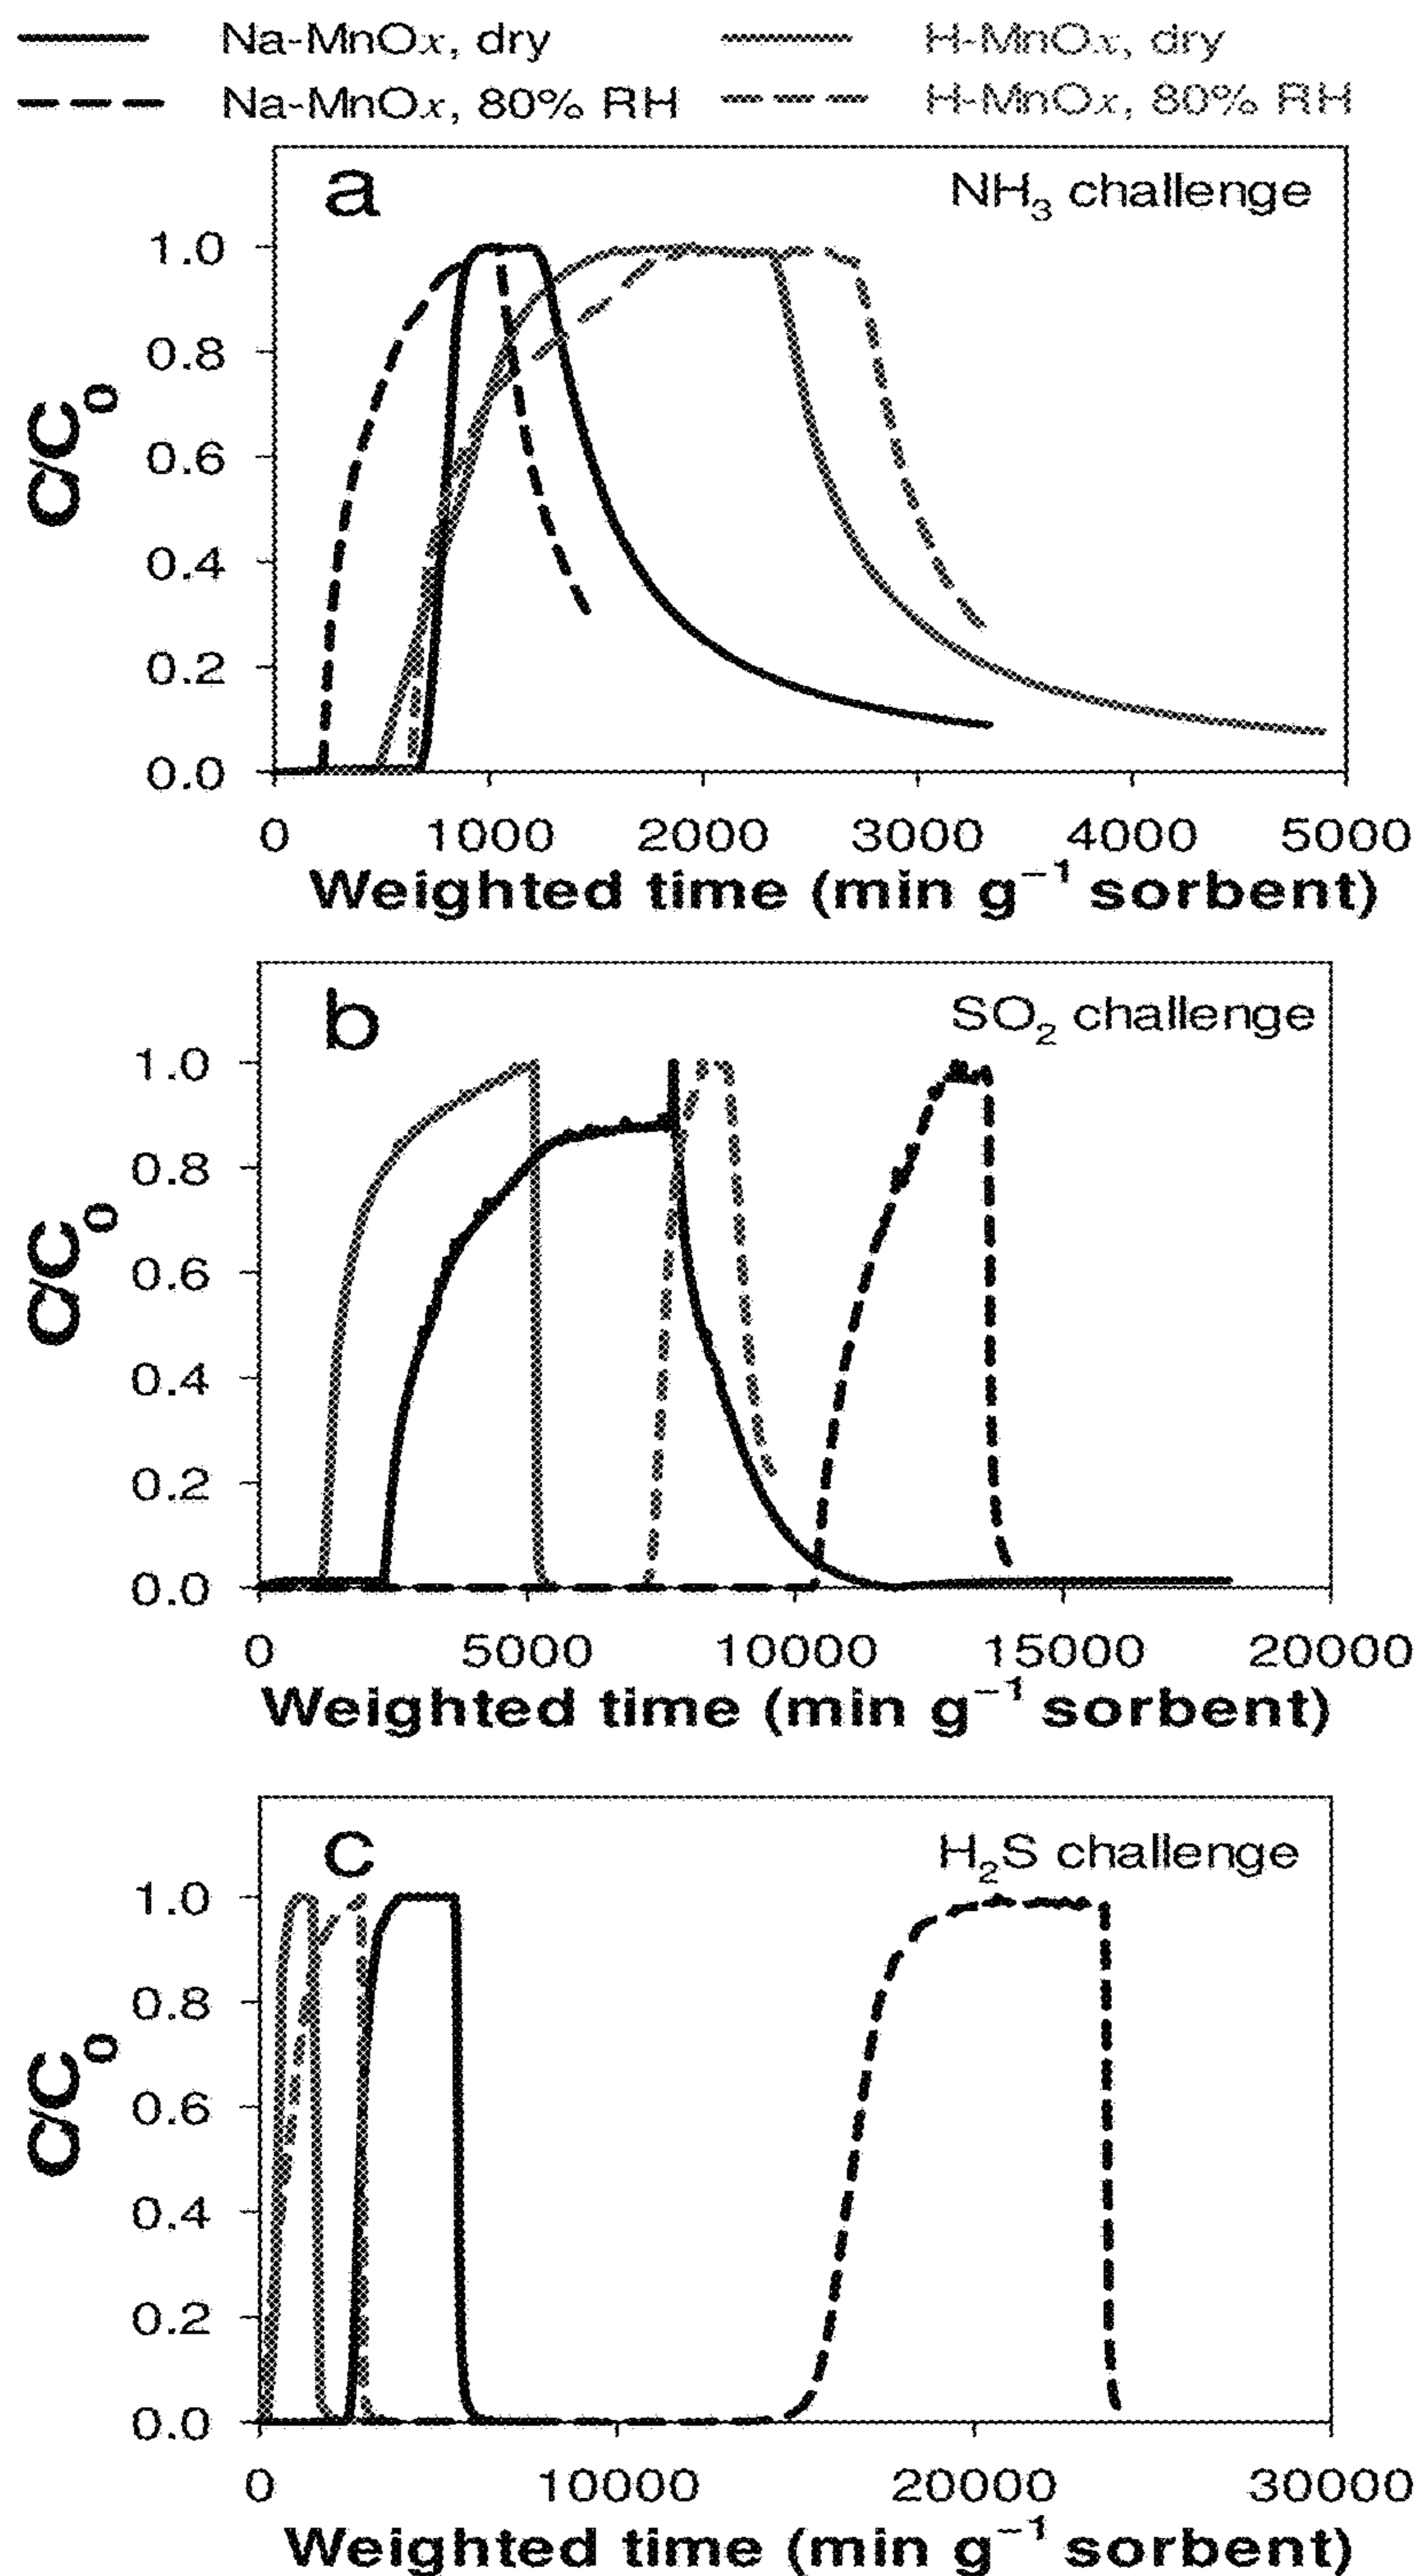 Na-MnOx, dry H-MnOx, dry
Na-MnOx, 80% RH H-MnOx, 80% RH
a
NH₃ challenge
1.0
0.8
0.6
0.4
0.2
0.0
C/C₀
0 1000 2000 3000 4000 5000
Weighted time (min g⁻¹ sorbent)
b
SO₂ challenge
1.0
0.8
0.6
0.4
0.2
0.0
C/C₀
0 5000 10000 15000 20000
Weighted time (min g⁻¹ sorbent)
c
H₂S challenge
1.0
0.8
0.6
0.4
0.2
0.0
C/C₀
0 10000 20000 30000
Weighted time (min g⁻¹ sorbent)